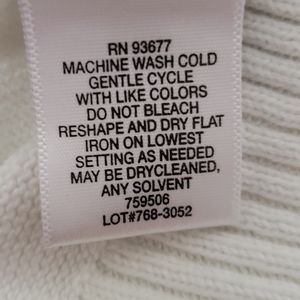 RN 93677
MACHINE WASH COLD
GENTLE CYCLE
WITH LIKE COLORS
DO NOT BLEACH
RESHAPE AND DRY FLAT
IRON ON LOWEST
SETTING AS NEEDED
MAY BE DRYCLEANED,
ANY SOLVENT
759506
LOT#768-3052